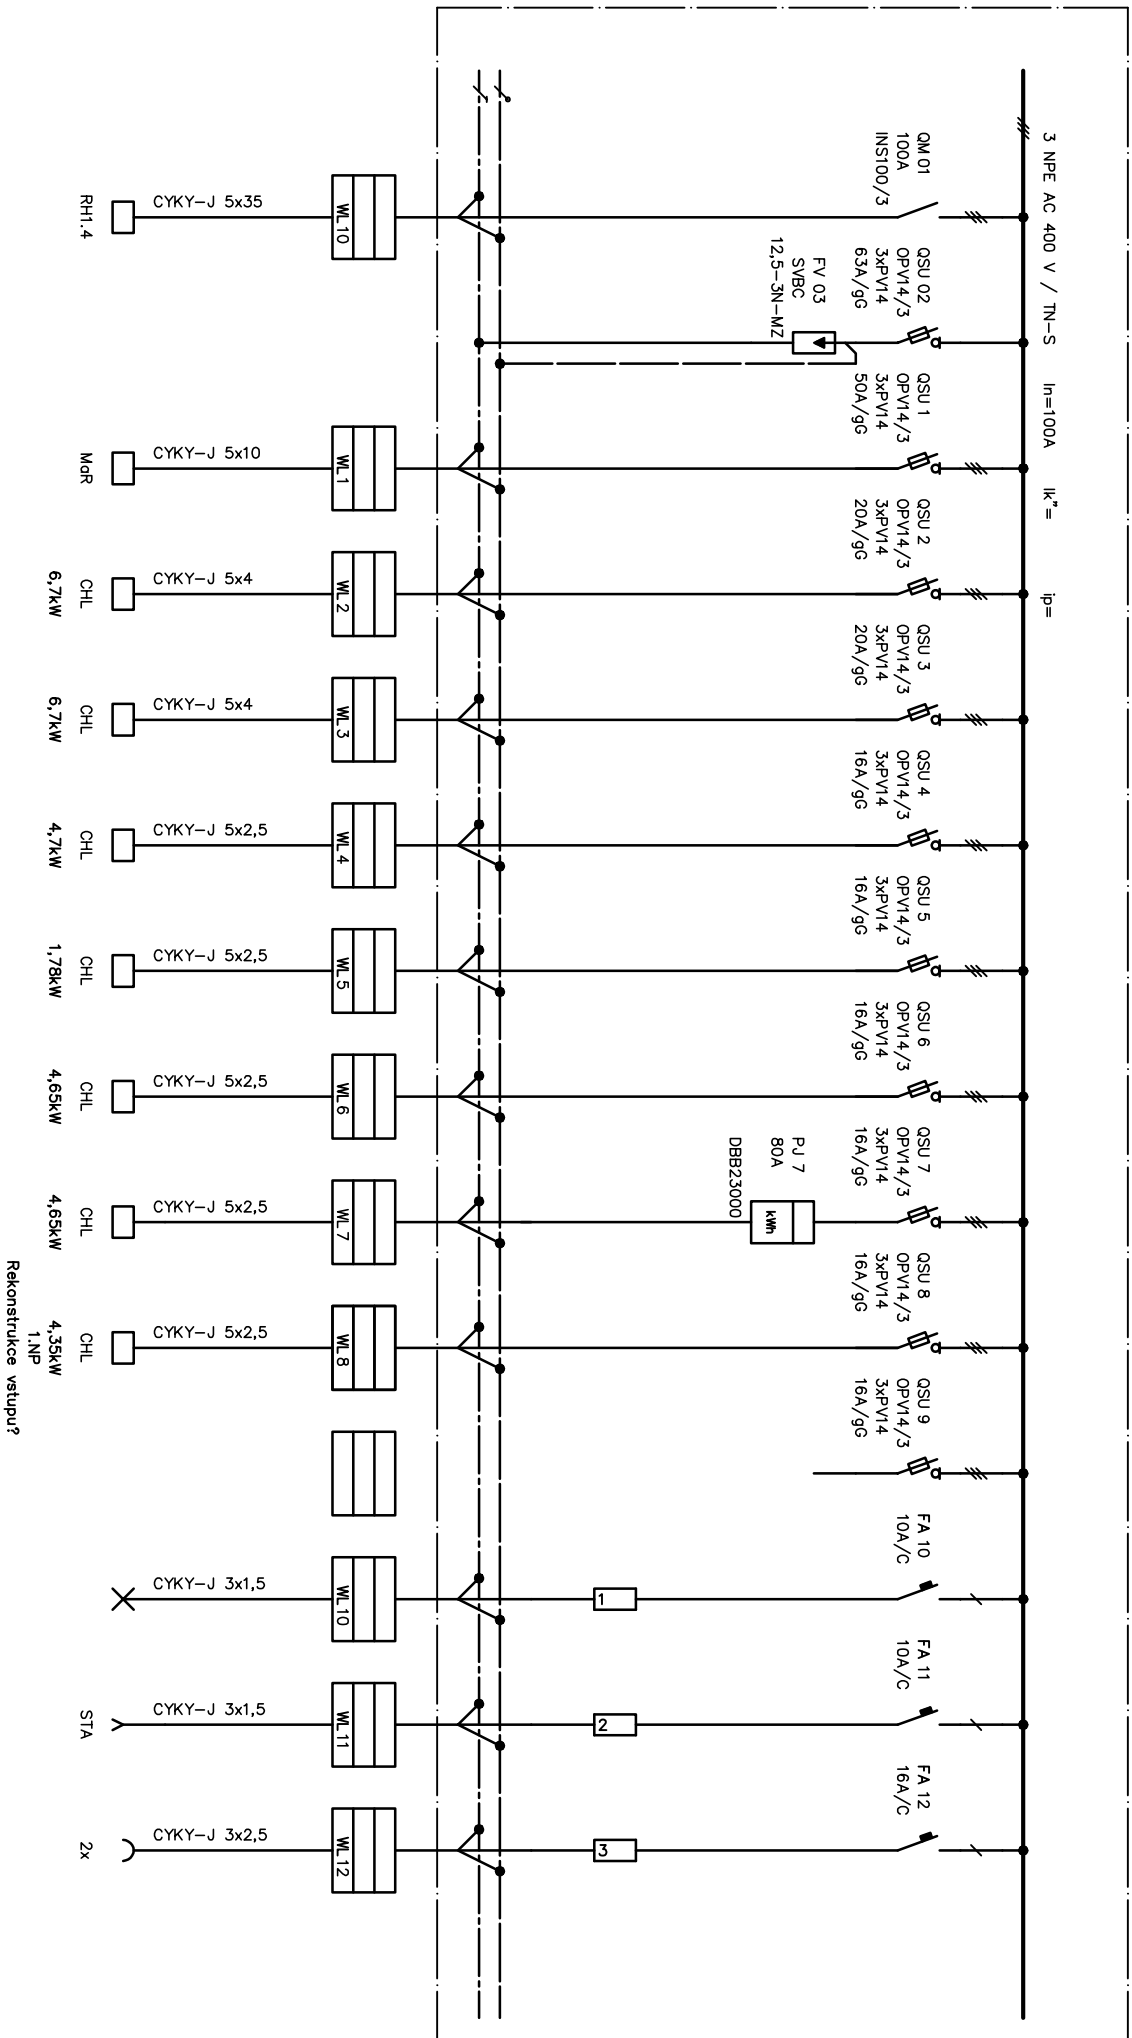 3 NPE AC 400 V / TN-S In=100A Ik"= ip=
QM 01
100A
INS100/3
QSU 02
OPV14/3
3xPV14
63A/gG
FV 03
SVBC
12,5-3N-MZ
QSU 1
OPV14/3
3xPV14
50A/gG
QSU 2
OPV14/3
3xPV14
20A/gG
QSU 3
OPV14/3
3xPV14
20A/gG
QSU 4
OPV14/3
3xPV14
16A/gG
QSU 5
OPV14/3
3xPV14
16A/gG
QSU 6
OPV14/3
3xPV14
16A/gG
QSU 7
OPV14/3
3xPV14
16A/gG
PJ 7
80A
DBB23000
kWh
QSU 8
OPV14/3
3xPV14
16A/gG
QSU 9
OPV14/3
3xPV14
16A/gG
FA 10
10A/C
FA 11
10A/C
FA 12
16A/C
1
2
3
WL10
WL1
WL2
WL3
WL4
WL5
WL6
WL7
WL8
WL10
WL11
WL12
CYKY-J 5x35
CYKY-J 5x10
CYKY-J 5x4
CYKY-J 5x4
CYKY-J 5x2,5
CYKY-J 5x2,5
CYKY-J 5x2,5
CYKY-J 5x2,5
CYKY-J 5x2,5
CYKY-J 3x1,5
CYKY-J 3x1,5
CYKY-J 3x2,5
RH1.4
MaR
CHL
6,7kW
CHL
6,7kW
CHL
4,7kW
CHL
1,78kW
CHL
4,65kW
CHL
4,65kW
CHL
4,35kW
1.NP
Rekonstrukce vstupu?
STA
2x